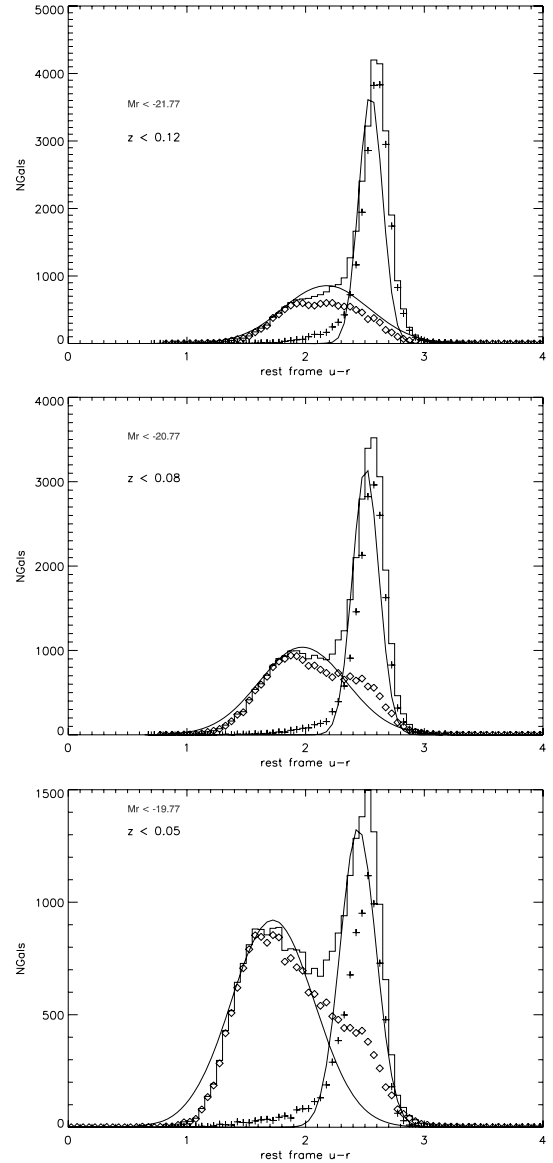 5000
4000
3000
2000
1000
0
NGals
Mr < -21.77
z < 0.12
0 1 2 3 4
rest frame u-r
4000
3000
2000
1000
0
NGals
Mr < -20.77
z < 0.08
0 1 2 3 4
rest frame u-r
1500
1000
500
0
NGals
Mr < -19.77
z < 0.05
0 1 2 3 4
rest frame u-r